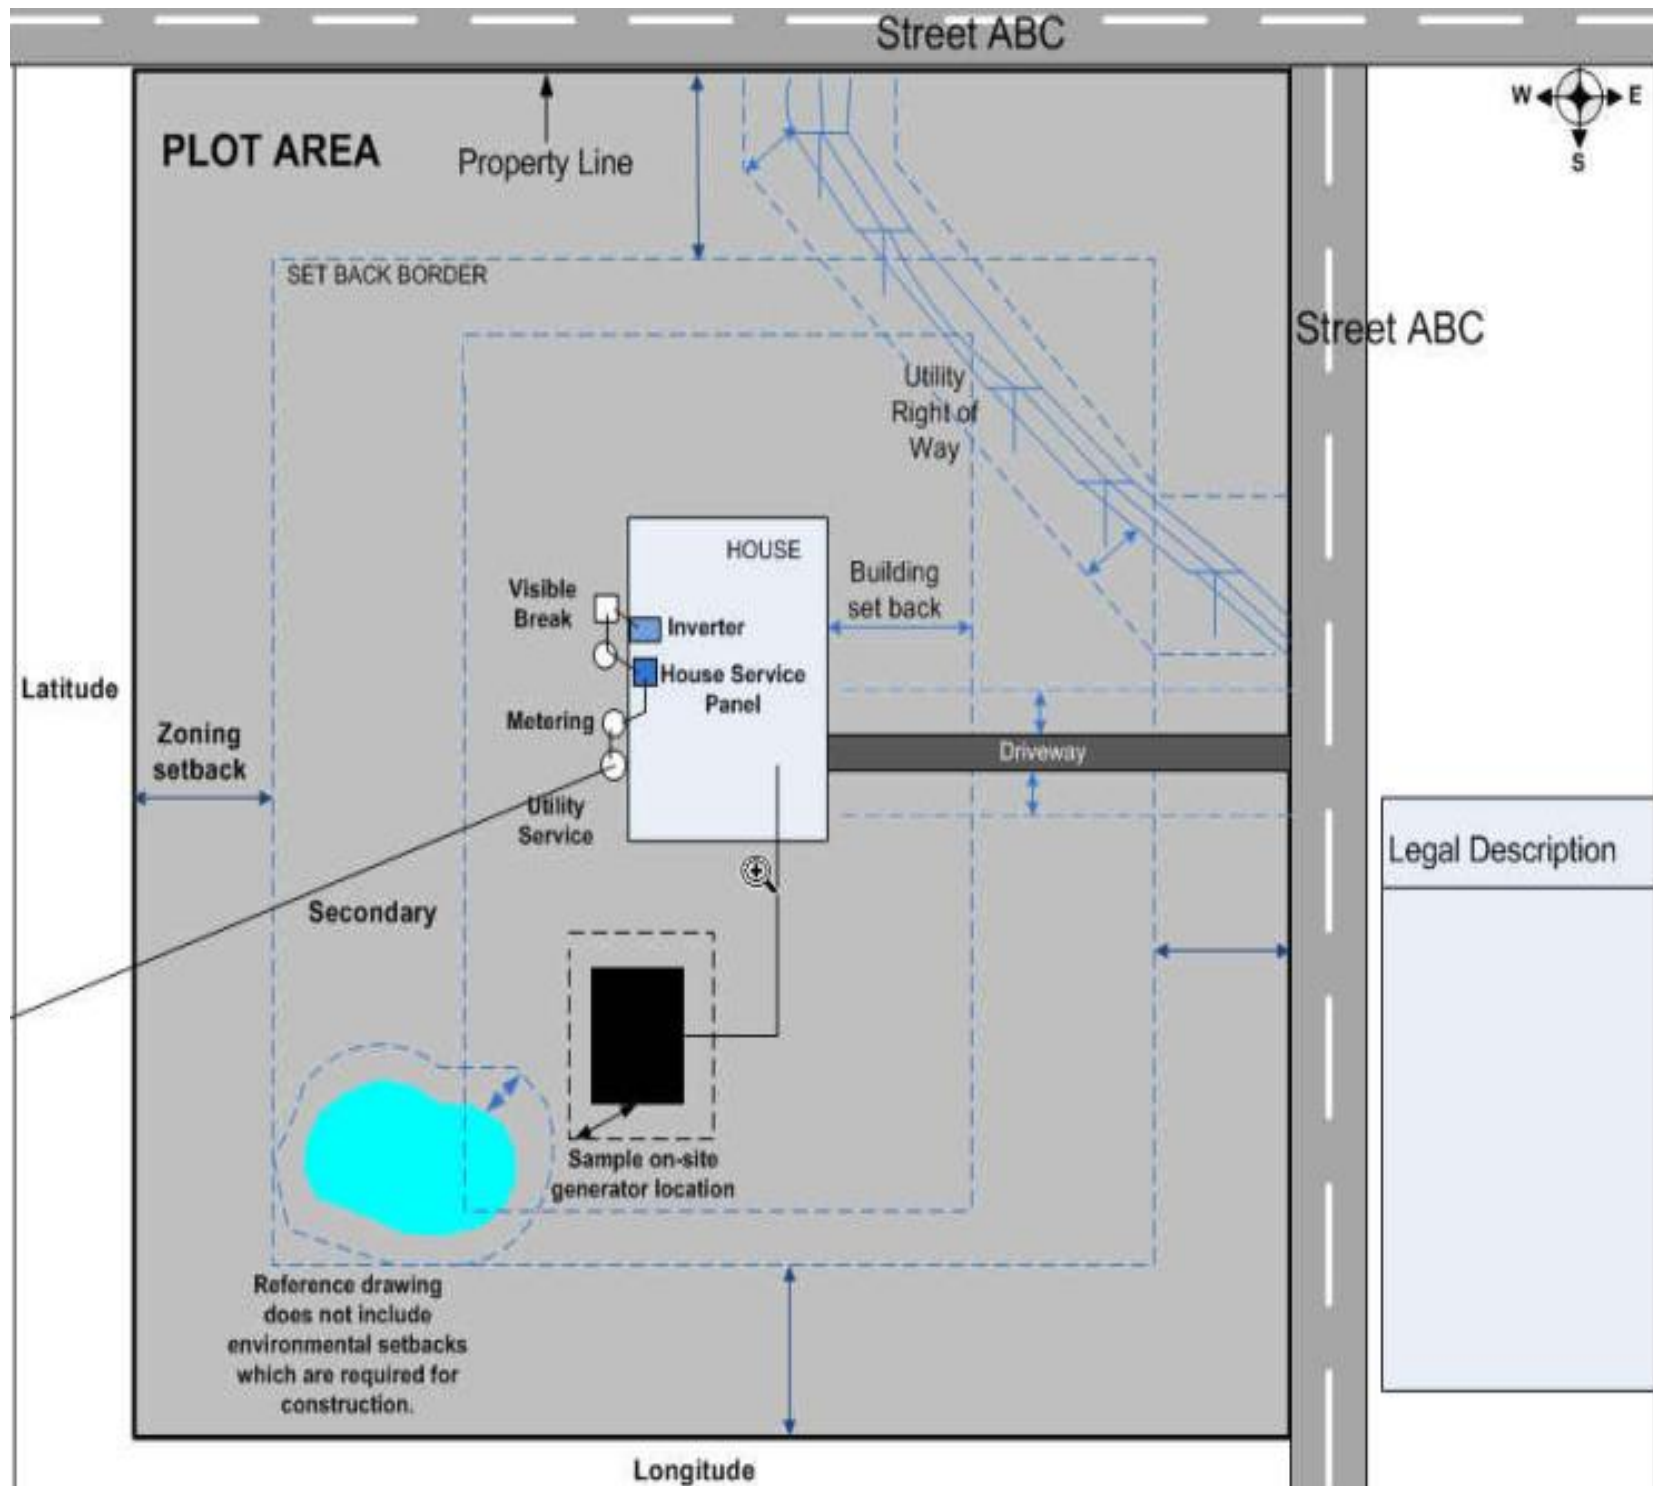 Street ABC
W
E
S
PLOT AREA
Property Line
SET BACK BORDER
Street ABC
Utility
Right of
Way
HOUSE
Visible
Break
Building
set back
Inverter
House Service
Panel
Latitude
Metering
Zoning
setback
Driveway
Utility
Service
Legal Description
Secondary
Sample on-site
generator location
Reference drawing
does not include
environmental setbacks
which are required for
construction.
Longitude